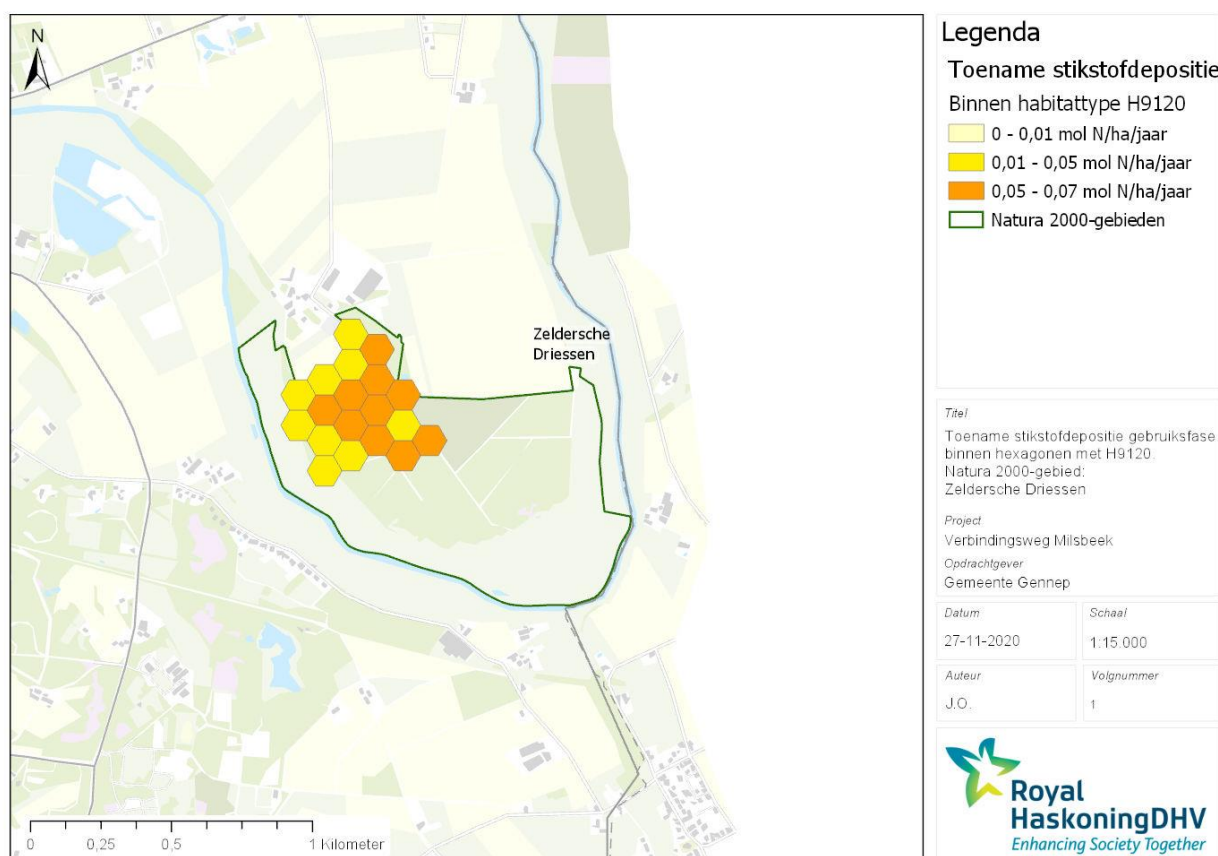 N
Zeldersche
Driessen
0
0,25
0,5
1 Kilometer
Legenda
Toename stikstofdepositie
Binnen habitattype H9120
0 - 0,01 mol N/ha/jaar
0,01 - 0,05 mol N/ha/jaar
0,05 - 0,07 mol N/ha/jaar
Natura 2000-gebieden
Titel
Toename stikstofdepositie gebruiksfase
binnen hexagonen met H9120.
Natura 2000-gebied:
Zeldersche Driessen
Project
Verbindingsweg Milsbeek
Opdrachtgever
Gemeente Gennep
Datum
27-11-2020
Schaal
1:15.000
Auteur
J.O.
Volgnummer
1
Royal
HaskoningDHV
Enhancing Society Together